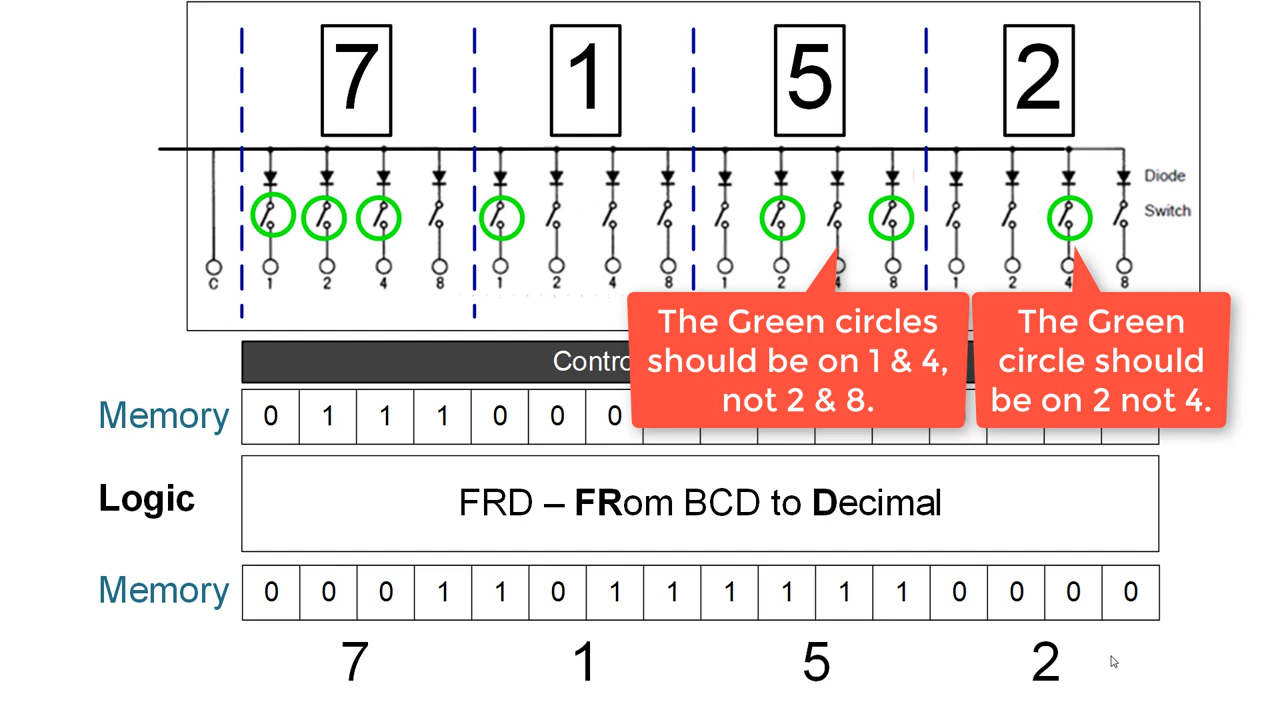 7 1 5 2
Diode
Switch
C 1 2 4 8 1 2 4 8 1 2 4 8 1 2 4 8
The Green circles
should be on 1 & 4,
not 2 & 8.
The Green
circle should
be on 2 not 4.
Contro
Memory 0 1 1 1 0 0 0
Logic FRD – FRom BCD to Decimal
Memory 0 0 0 1 1 0 1 1 1 1 1 1 0 0 0 0
7 1 5 2